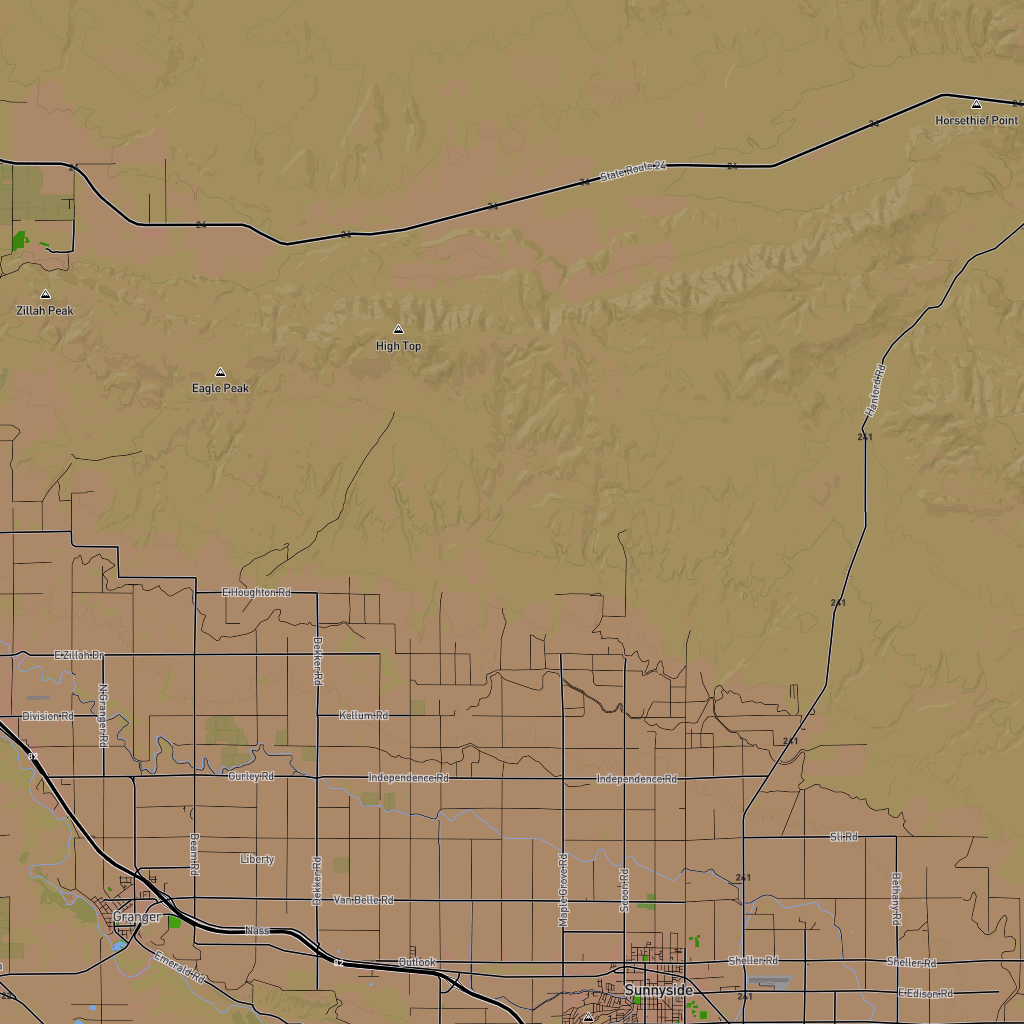 24
Horsethief Point
24
24
State Route 24
24
24
24
24
24
Zillah Peak
High Top
Eagle Peak
Hanford Rd
241
241
E Houghton Rd
Dekker Rd
E Zillah Dr
N Granger Rd
Division Rd
Kellum Rd
241
82
Gurley Rd
Independence Rd
Independence Rd
Sli Rd
Beam Rd
Liberty
Dekker Rd
Maple Grove Rd
Scoon Rd
241
Bethany Rd
Van Belle Rd
Granger
Nass
82
Outlook
Sheller Rd
Sheller Rd
Emerald Rd
Sunnyside
22
241
E Edison Rd